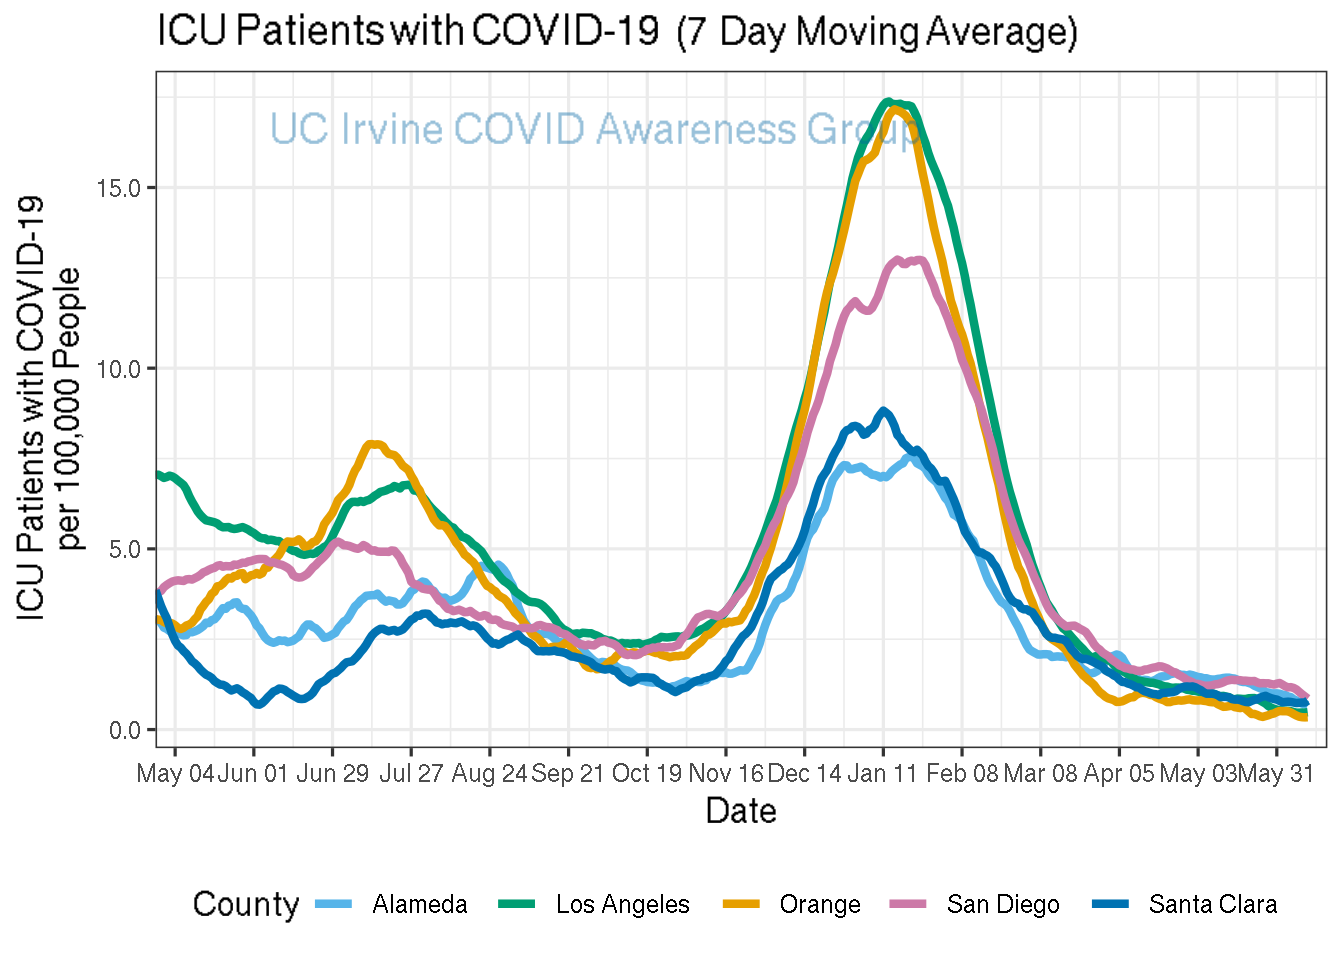 ICU Patients with COVID-19 (7 Day Moving Average)
UC Irvine COVID Awareness Group
ICU Patients with COVID-19
per 100,000 People
15.0
10.0
5.0
0.0
May 04 Jun 01 Jun 29 Jul 27 Aug 24 Sep 21 Oct 19 Nov 16 Dec 14 Jan 11 Feb 08 Mar 08 Apr 05 May 03 May 31
Date
County Alameda Los Angeles Orange San Diego Santa Clara